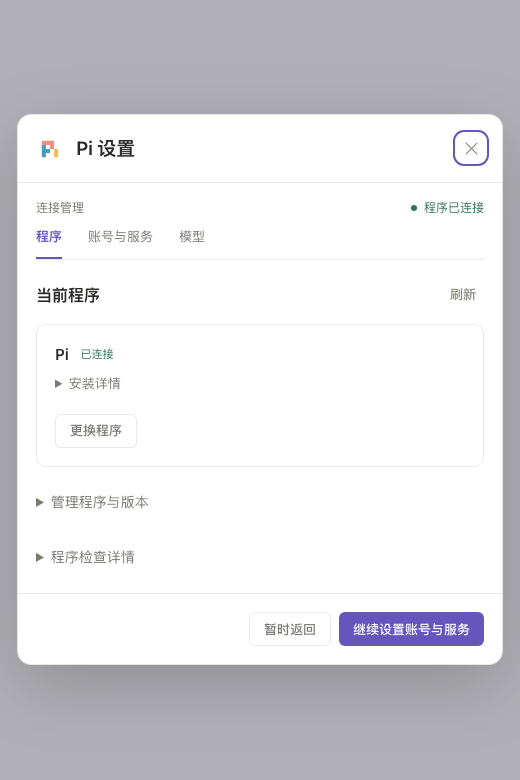 Pi 设置
连接管理
程序已连接
程序
账号与服务
模型
当前程序
刷新
Pi
已连接
安装详情
更换程序
管理程序与版本
程序检查详情
暂时返回
继续设置账号与服务